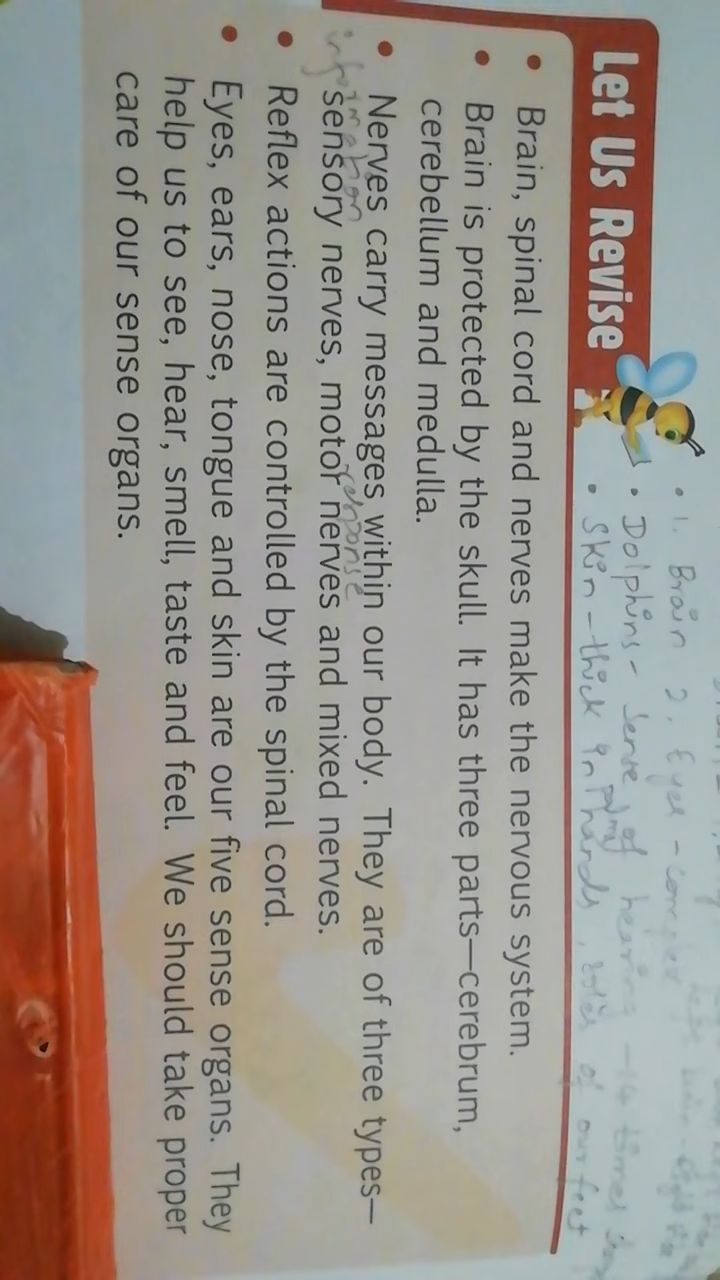 1. Brain 2. Eyes - complex
Dolphins - Sense of hearing - 14 times
Skin - thick in palms hands, soles of our feet
Let Us Revise
• Brain, spinal cord and nerves make the nervous system.
• Brain is protected by the skull. It has three parts—cerebrum,
cerebellum and medulla.
• Nerves carry messages within our body. They are of three types—
information response
sensory nerves, motor nerves and mixed nerves.
• Reflex actions are controlled by the spinal cord.
• Eyes, ears, nose, tongue and skin are our five sense organs. They
help us to see, hear, smell, taste and feel. We should take proper
care of our sense organs.